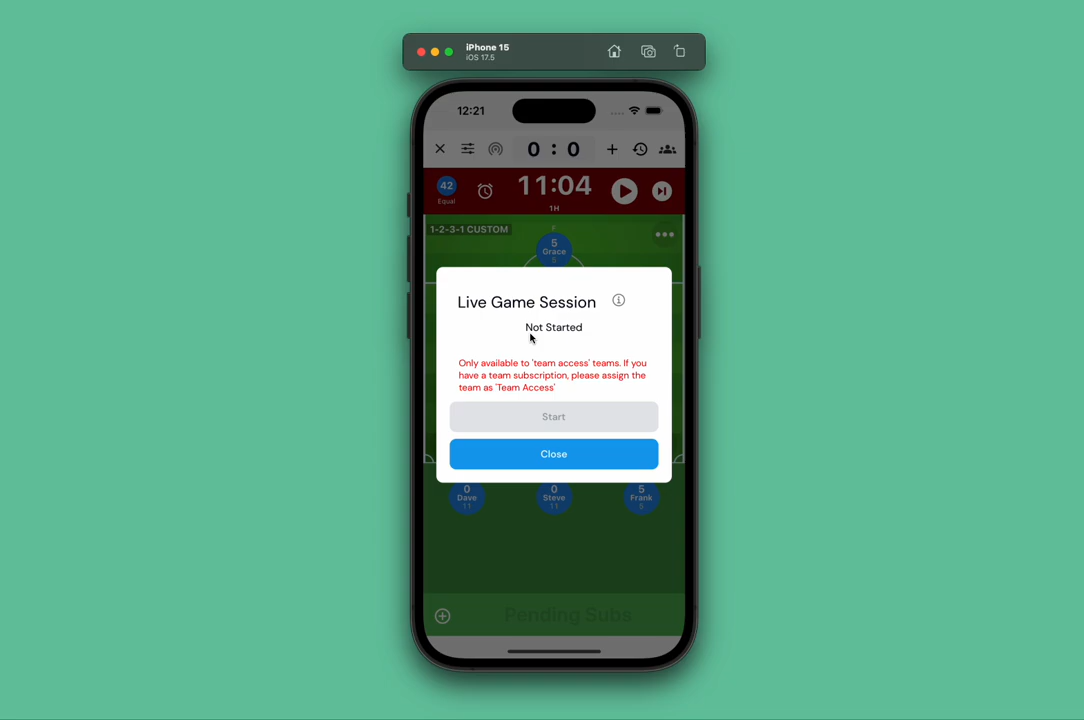 iPhone 15
iOS 17.5
12:21
0 : 0
42
Equal
11:04
1H
1-2-3-1 CUSTOM
F
5
Grace
5
Live Game Session
Not Started
Only available to 'team access' teams. If you
have a team subscription, please assign the
team as 'Team Access'
Start
Close
0
Dave
11
0
Steve
11
5
Frank
5
Pending Subs